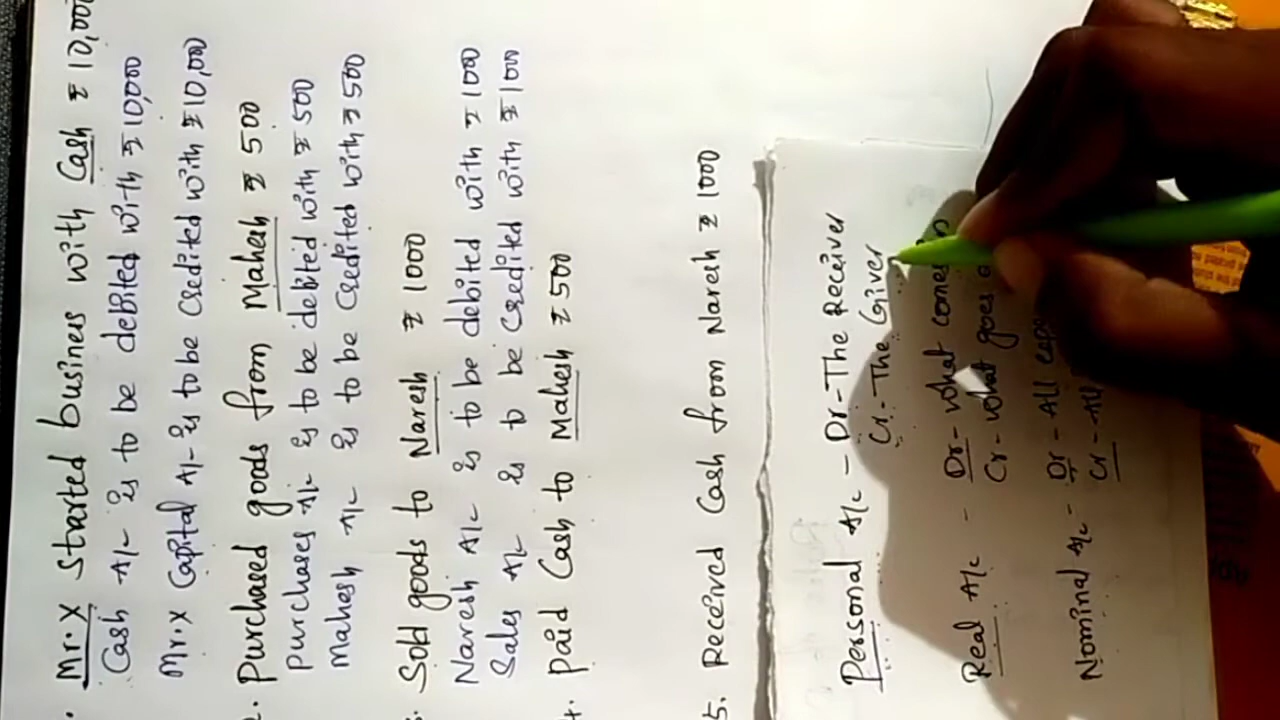 . Mr.X Started business with Cash ₹ 10,000
Cash A/c is to be debited with ₹ 10,000
Mr.X Capital A/c is to be Credited with ₹ 10,000
2. Purchased goods from Mahesh ₹ 500
Purchases A/c is to be debited with ₹ 500
Mahesh A/c is to be Credited with ₹ 500
3. Sold goods to Naresh ₹ 1000
Naresh A/c is to be debited with ₹ 1000
Sales A/c is to be Credited with ₹ 1000
4. Paid Cash to Mahesh ₹ 500
5. Received Cash from Naresh ₹ 1000
Personal A/c - Dr - The Receiver
Cr - The Giver
Real A/c - Dr - what comes
Cr - what goes
Nominal A/c - Dr - All
Cr - All